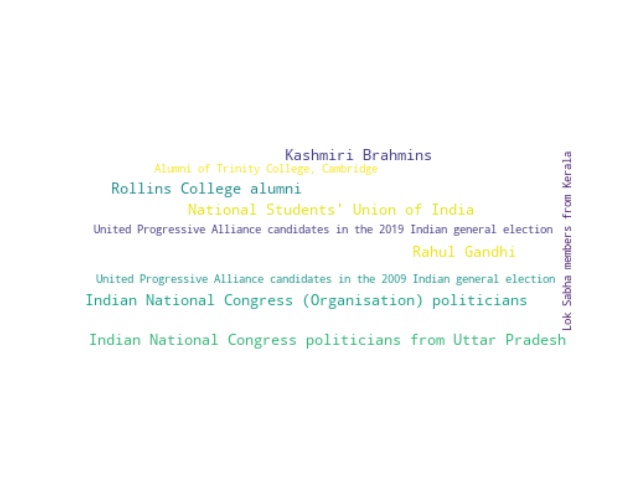 Kashmiri Brahmins
Alumni of Trinity College, Cambridge
Rollins College alumni
National Students' Union of India
United Progressive Alliance candidates in the 2019 Indian general election
Rahul Gandhi
United Progressive Alliance candidates in the 2009 Indian general election
Indian National Congress (Organisation) politicians
Indian National Congress politicians from Uttar Pradesh
Lok Sabha members from Kerala